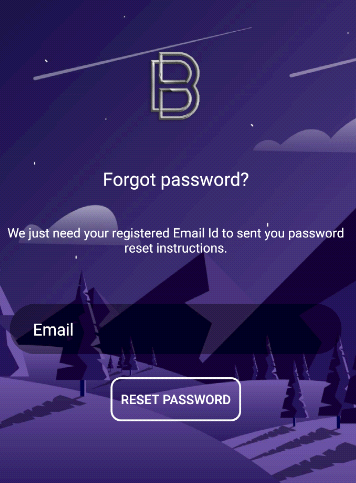 Forgot password?
We just need your registered Email Id to sent you password
reset instructions.
Email
RESET PASSWORD